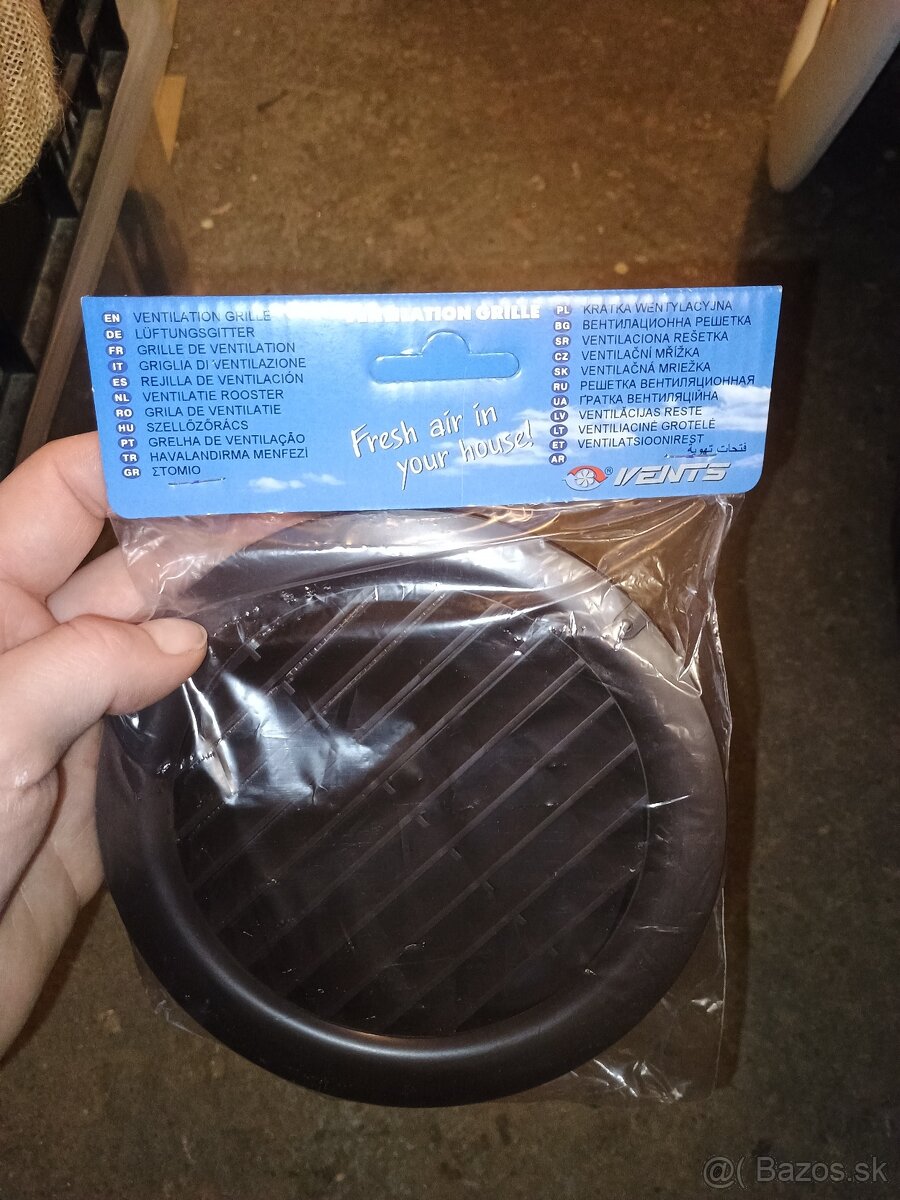 VENTILATION GRILLE
EN VENTILATION GRILLE
DE LÜFTUNGSGITTER
FR GRILLE DE VENTILATION
IT GRIGLIA DI VENTILAZIONE
ES REJILLA DE VENTILACIÓN
NL VENTILATIE ROOSTER
RO GRILA DE VENTILATIE
HU SZELLŐZŐRÁCS
PT GRELHA DE VENTILAÇÃO
TR HAVALANDIRMA MENFEZİ
GR ΣTOMIO
Fresh air in
your house!
PL KRATKA WENTYLACYJNA
BG ВЕНТИЛАЦИОННА РЕШЕТКА
SR VENTILACIONA REŠETKA
CZ VENTILAČNÍ MŘÍŽKA
SK VENTILAČNÁ MRIEŽKA
RU РЕШЕТКА ВЕНТИЛЯЦИОННАЯ
UA ҐРАТКА ВЕНТИЛЯЦІЙНА
LV VENTILĀCIJAS RESTE
LT VENTILIACINĖ GROTELĖ
ET VENTILATSIOONIREST
AR فتحات تهوية
® VENTS
@( Bazos.sk